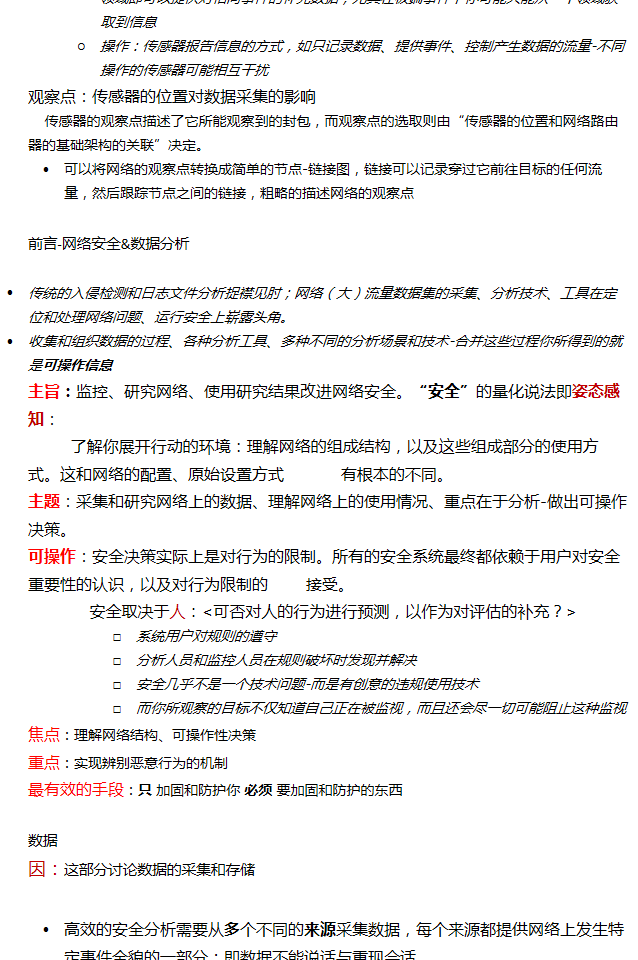 取到信息
○ 操作：传感器报告信息的方式，如只记录数据、提供事件、控制产生数据的流量-不同
操作的传感器可能相互干扰
观察点：传感器的位置对数据采集的影响
传感器的观察点描述了它所能观察到的封包，而观察点的选取则由“传感器的位置和网络路由
器的基础架构的关联”决定。
• 可以将网络的观察点转换成简单的节点-链接图，链接可以记录穿过它前往目标的任何流
量，然后跟踪节点之间的链接，粗略的描述网络的观察点
前言-网络安全&数据分析
• 传统的入侵检测和日志文件分析捉襟见肘；网络（大）流量数据集的采集、分析技术、工具在定
位和处理网络问题、运行安全上崭露头角。
• 收集和组织数据的过程、各种分析工具、多种不同的分析场景和技术-合并这些过程你所得到的就
是可操作信息
主旨：监控、研究网络、使用研究结果改进网络安全。“安全”的量化说法即姿态感
知：
了解你展开行动的环境：理解网络的组成结构，以及这些组成部分的使用方
式。这和网络的配置、原始设置方式 有根本的不同。
主题：采集和研究网络上的数据、理解网络上的使用情况、重点在于分析-做出可操作
决策。
可操作：安全决策实际上是对行为的限制。所有的安全系统最终都依赖于用户对安全
重要性的认识，以及对行为限制的 接受。
安全取决于人：<可否对人的行为进行预测，以作为对评估的补充？>
□ 系统用户对规则的遵守
□ 分析人员和监控人员在规则破坏时发现并解决
□ 安全几乎不是一个技术问题-而是有创意的违规使用技术
□ 而你所观察的目标不仅知道自己正在被监视，而且还会尽一切可能阻止这种监视
焦点：理解网络结构、可操作性决策
重点：实现辨别恶意行为的机制
最有效的手段：只 加固和防护你 必须 要加固和防护的东西
数据
因：这部分讨论数据的采集和存储
• 高效的安全分析需要从多个不同的来源采集数据，每个来源都提供网络上发生特
定事件全貌的一部分；即数据不能说话与重现会话